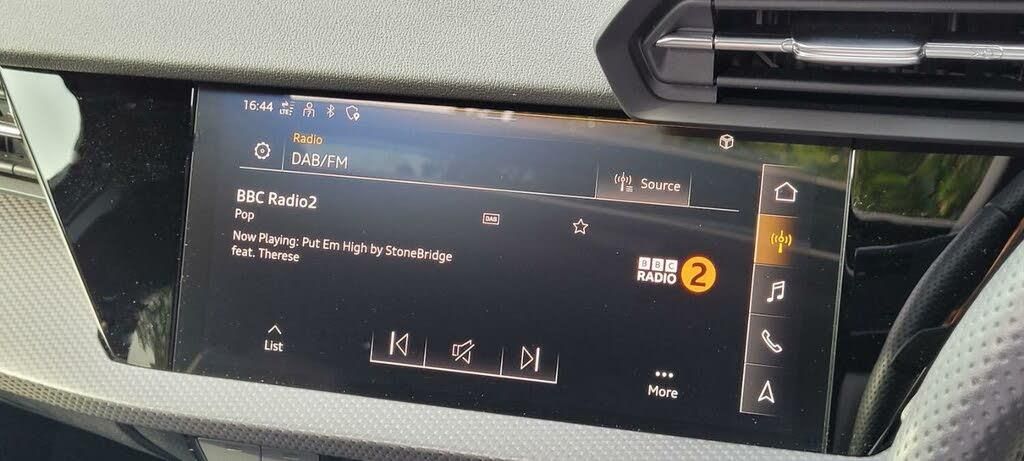 16:44 LTE
Radio
DAB/FM
Source
BBC Radio2
Pop
DAB
Now Playing: Put Em High by StoneBridge
feat. Therese
BBC
RADIO 2
List
More